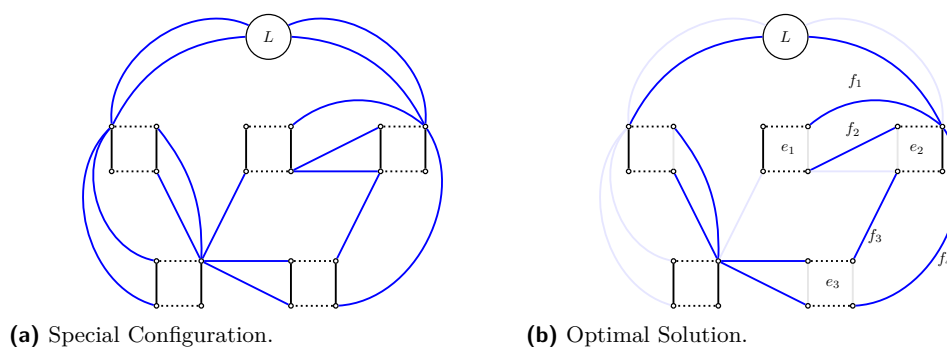 L
L
f₁
f₂
e₁
e₂
f₃
e₃
(a) Special Configuration.
(b) Optimal Solution.